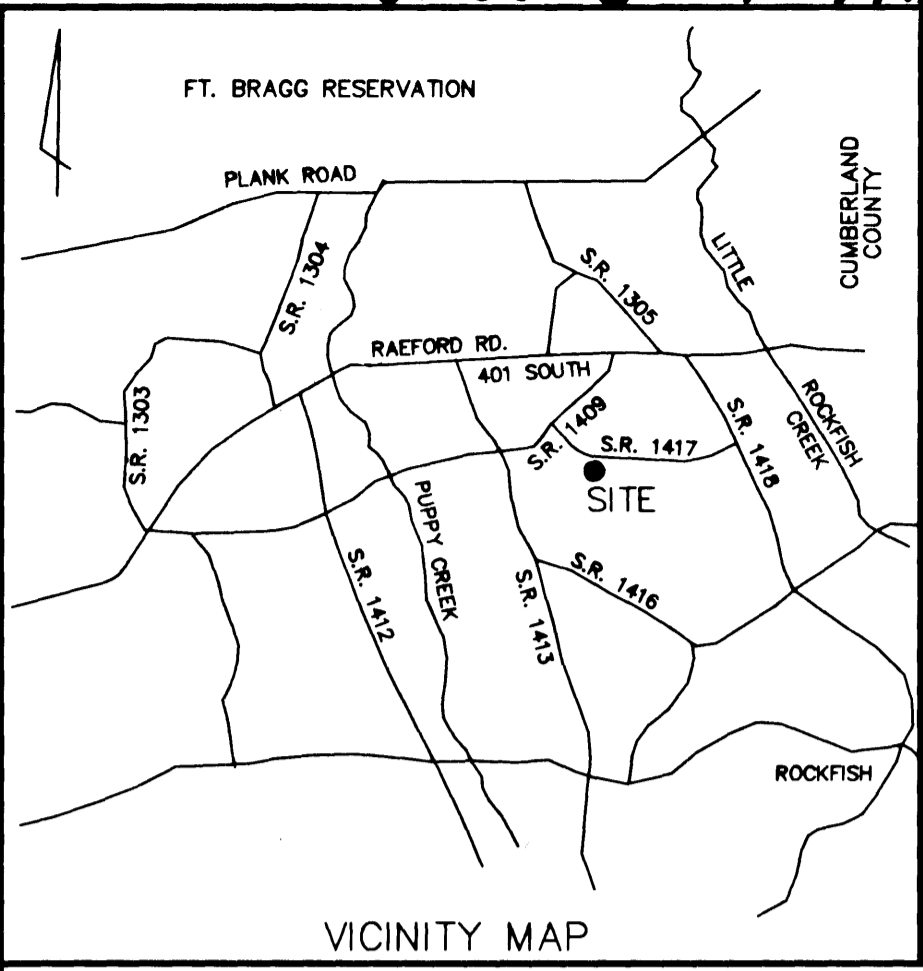 FT. BRAGG RESERVATION
CUMBERLAND
COUNTY
PLANK ROAD
S.R. 1304
LITTLE
S.R. 1305
RAEFORD RD.
401 SOUTH
S.R. 1303
S.R. 1409
S.R. 1417
S.R. 1418
ROCKFISH
CREEK
SITE
PUPPY CREEK
S.R. 1412
S.R. 1413
S.R. 1416
ROCKFISH
VICINITY MAP